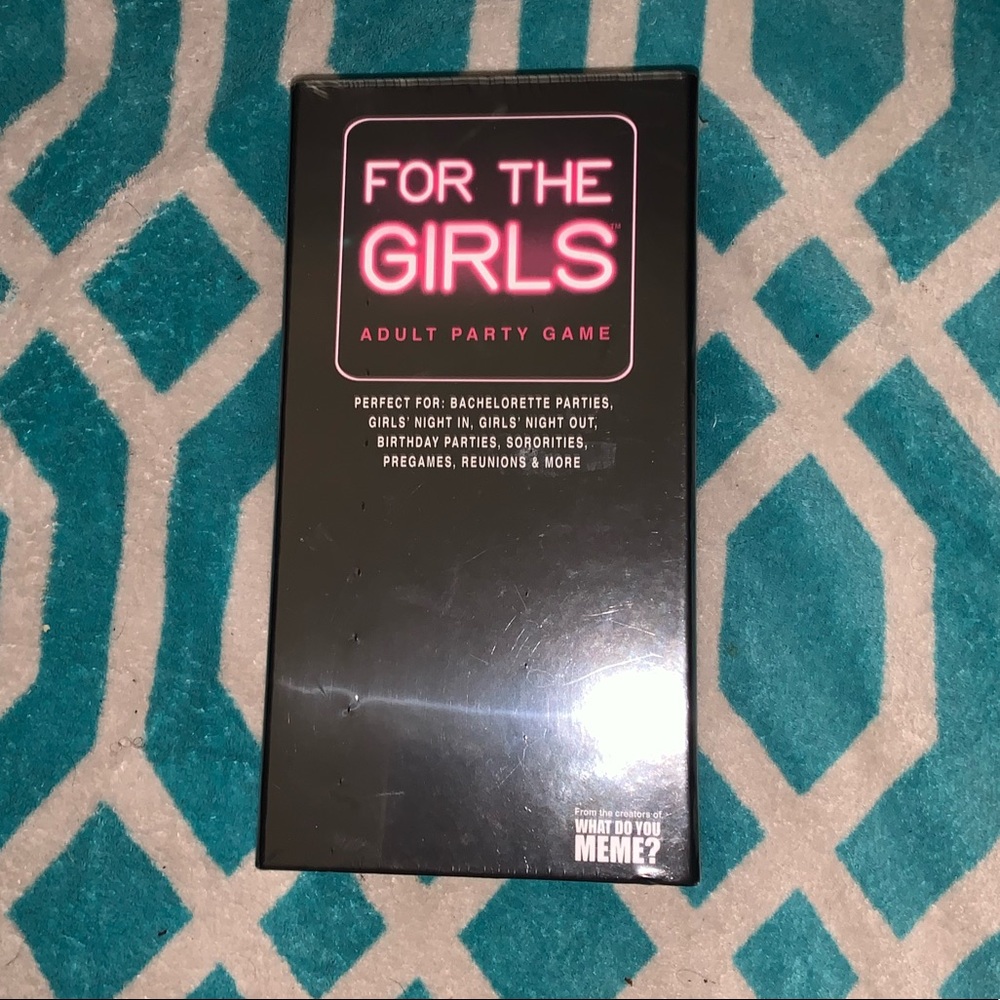 FOR THE
GIRLS™
ADULT PARTY GAME
PERFECT FOR: BACHELORETTE PARTIES,
GIRLS' NIGHT IN, GIRLS' NIGHT OUT,
BIRTHDAY PARTIES, SORORITIES,
PREGAMES, REUNIONS & MORE
From the creators of
WHAT DO YOU
MEME?